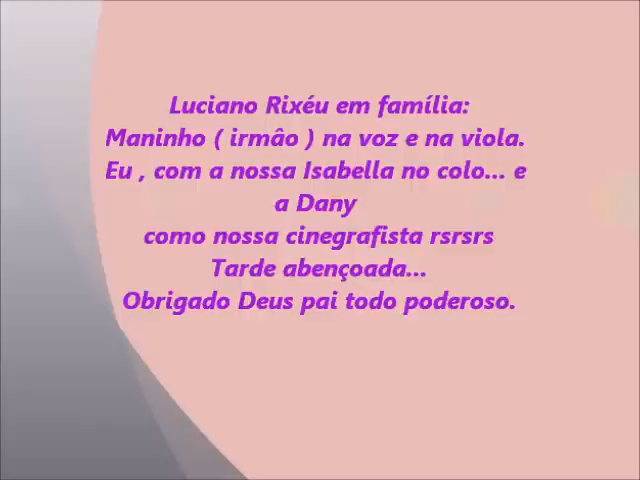 Luciano Rixéu em família:
Maninho ( irmâo ) na voz e na viola.
Eu , com a nossa Isabella no colo... e
a Dany
como nossa cinegrafista rsrsrs
Tarde abençoada...
Obrigado Deus pai todo poderoso.